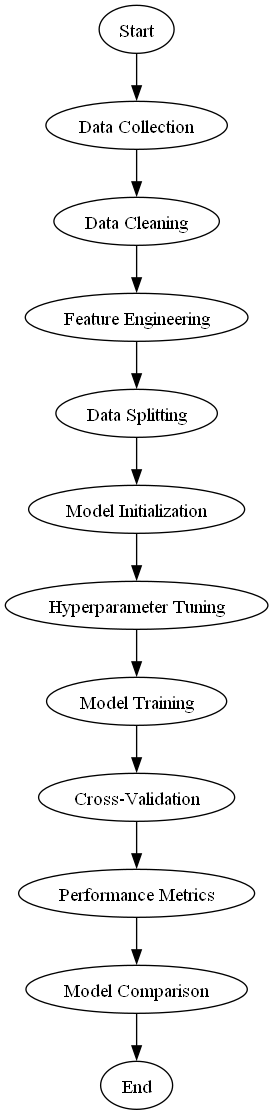 Start
Data Collection
Data Cleaning
Feature Engineering
Data Splitting
Model Initialization
Hyperparameter Tuning
Model Training
Cross-Validation
Performance Metrics
Model Comparison
End